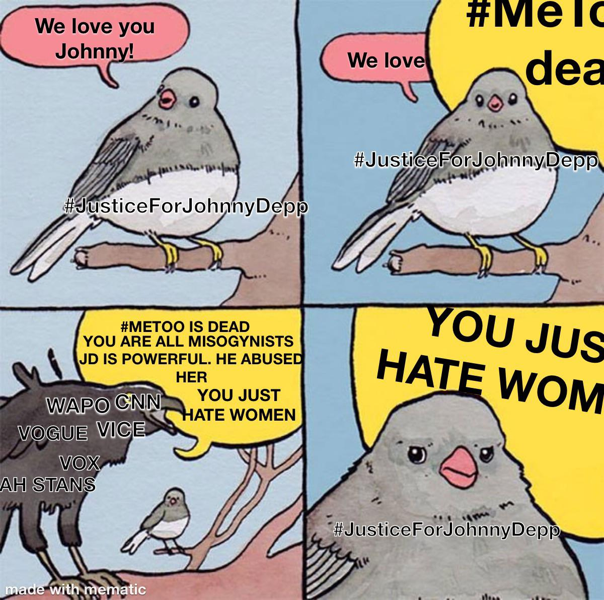 We love you
Johnny!
#JusticeForJohnnyDepp
We love
#MeToo
dea
#JusticeForJohnnyDepp
#METOO IS DEAD
YOU ARE ALL MISOGYNISTS
JD IS POWERFUL. HE ABUSED
HER
YOU JUST
HATE WOMEN
WAPO CNN
VOGUE VICE
VOX
AH STANS
made with mematic
YOU JUS
HATE WOM
#JusticeForJohnnyDepp